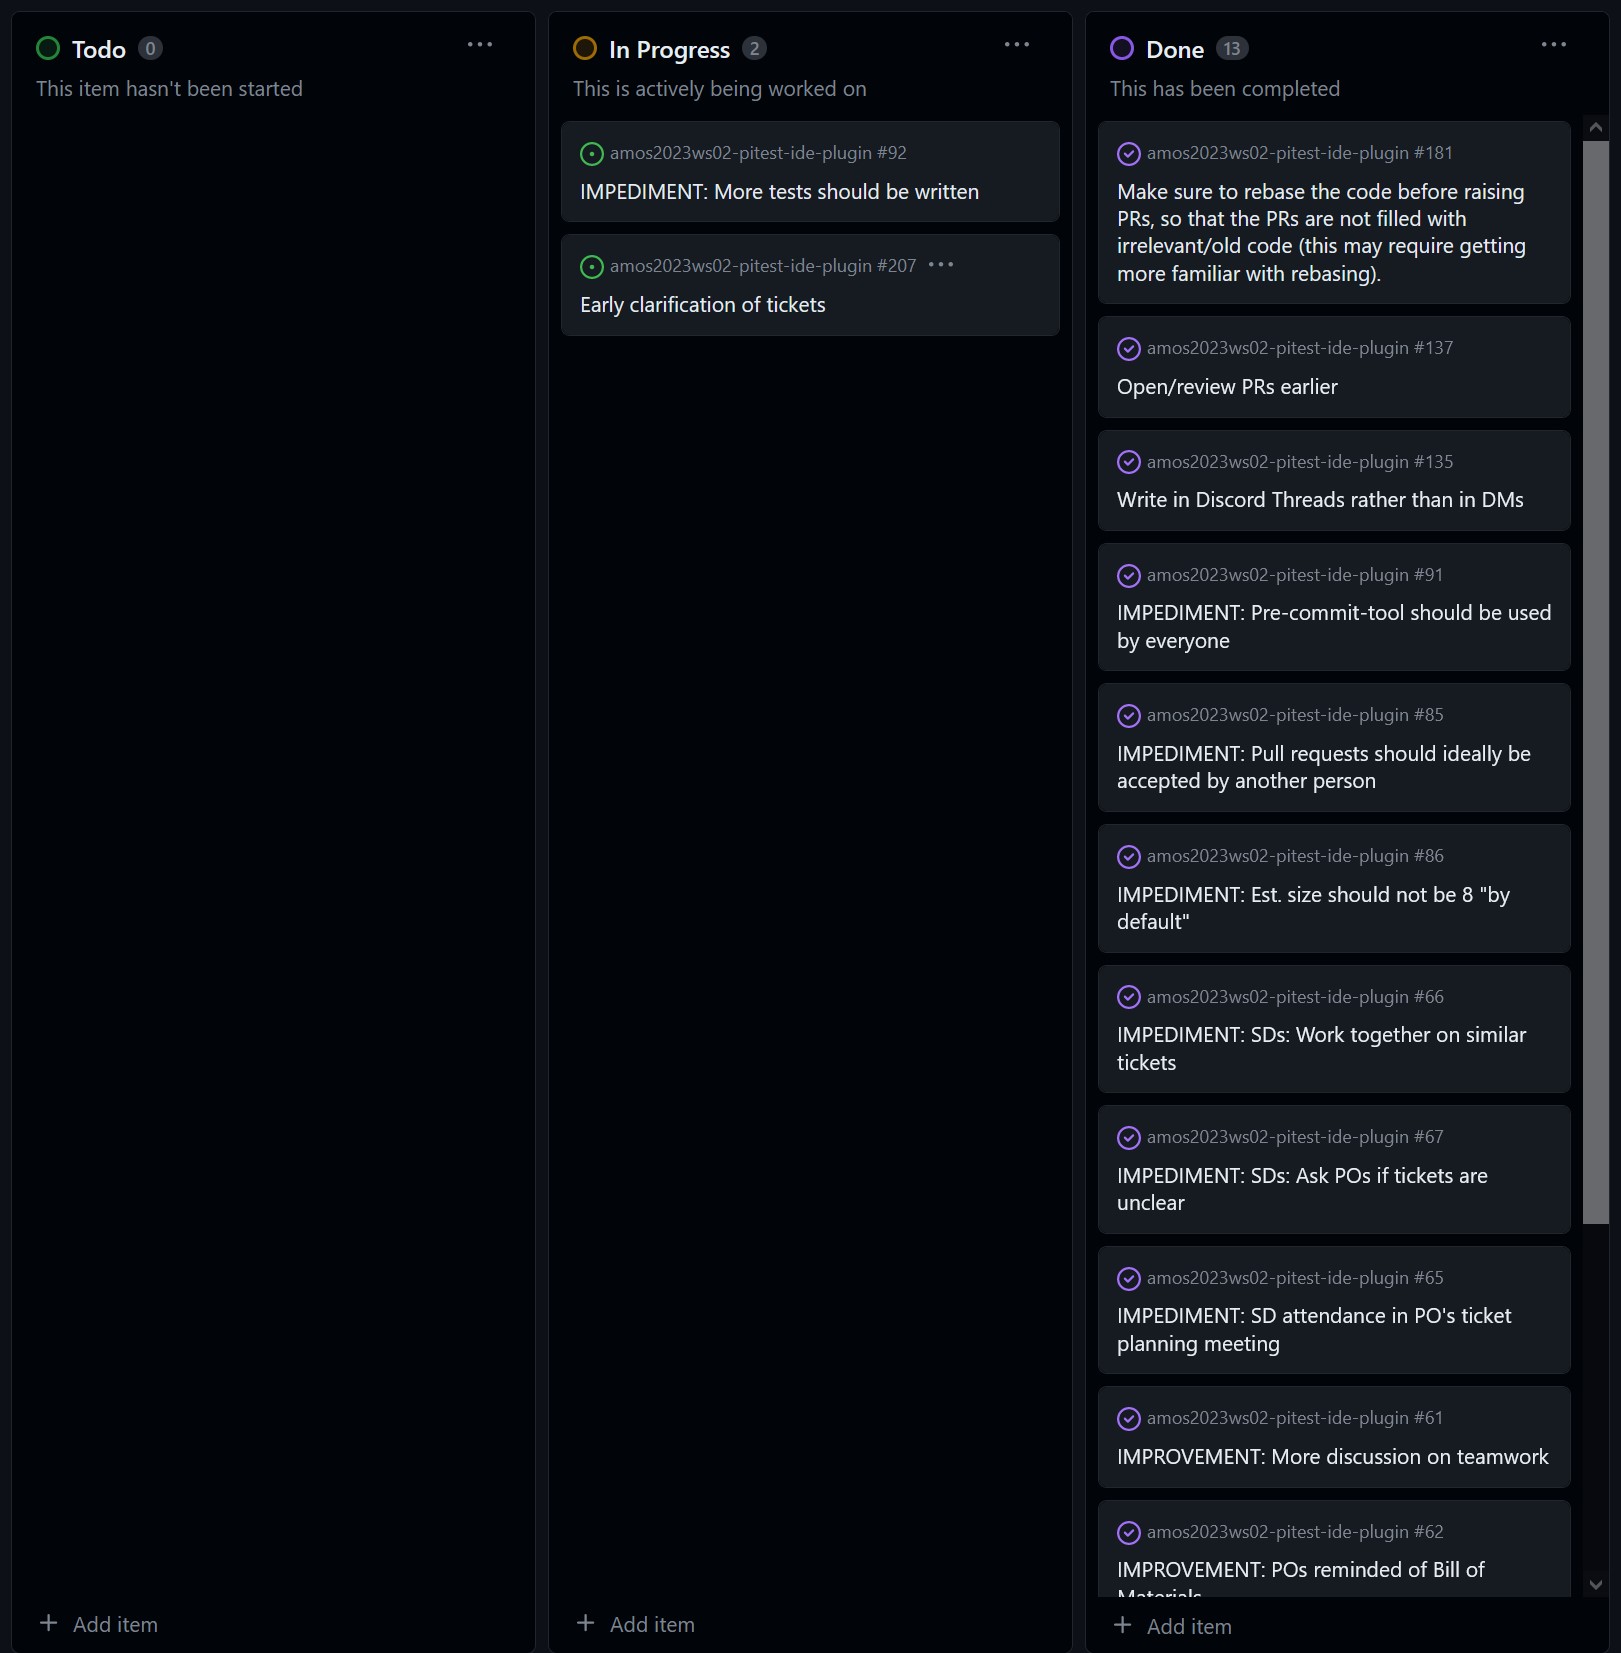 Todo 0
This item hasn't been started
Add item
In Progress 2
This is actively being worked on
amos2023ws02-pitest-ide-plugin #92
IMPEDIMENT: More tests should be written
amos2023ws02-pitest-ide-plugin #207
Early clarification of tickets
Add item
Done 13
This has been completed
amos2023ws02-pitest-ide-plugin #181
Make sure to rebase the code before raising
PRs, so that the PRs are not filled with
irrelevant/old code (this may require getting
more familiar with rebasing).
amos2023ws02-pitest-ide-plugin #137
Open/review PRs earlier
amos2023ws02-pitest-ide-plugin #135
Write in Discord Threads rather than in DMs
amos2023ws02-pitest-ide-plugin #91
IMPEDIMENT: Pre-commit-tool should be used
by everyone
amos2023ws02-pitest-ide-plugin #85
IMPEDIMENT: Pull requests should ideally be
accepted by another person
amos2023ws02-pitest-ide-plugin #86
IMPEDIMENT: Est. size should not be 8 "by
default"
amos2023ws02-pitest-ide-plugin #66
IMPEDIMENT: SDs: Work together on similar
tickets
amos2023ws02-pitest-ide-plugin #67
IMPEDIMENT: SDs: Ask POs if tickets are
unclear
amos2023ws02-pitest-ide-plugin #65
IMPEDIMENT: SD attendance in PO's ticket
planning meeting
amos2023ws02-pitest-ide-plugin #61
IMPROVEMENT: More discussion on teamwork
amos2023ws02-pitest-ide-plugin #62
IMPROVEMENT: POs reminded of Bill of
Materials
Add item